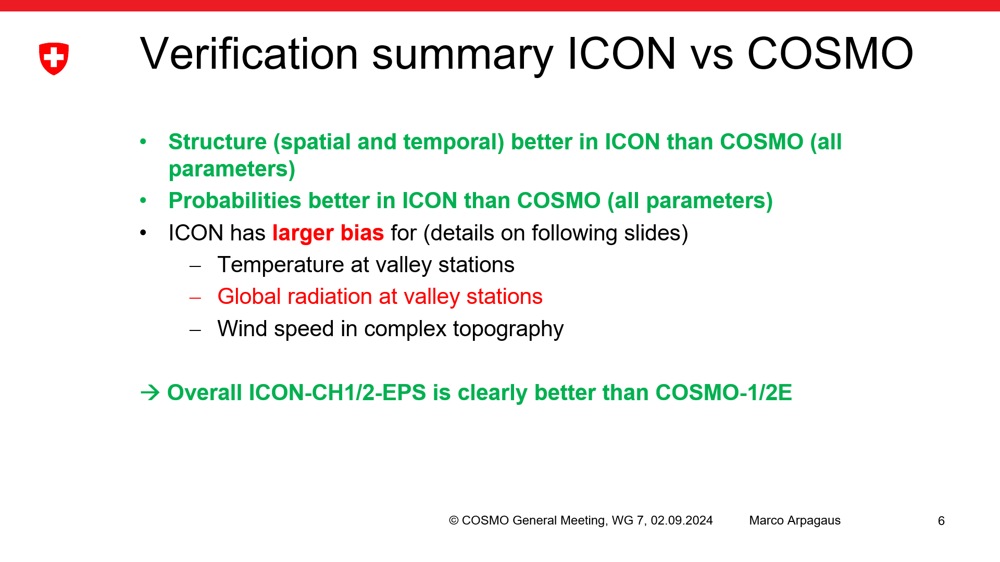 Verification summary ICON vs COSMO
• Structure (spatial and temporal) better in ICON than COSMO (all
parameters)
• Probabilities better in ICON than COSMO (all parameters)
• ICON has larger bias for (details on following slides)
– Temperature at valley stations
– Global radiation at valley stations
– Wind speed in complex topography
→ Overall ICON-CH1/2-EPS is clearly better than COSMO-1/2E
© COSMO General Meeting, WG 7, 02.09.2024 Marco Arpagaus 6